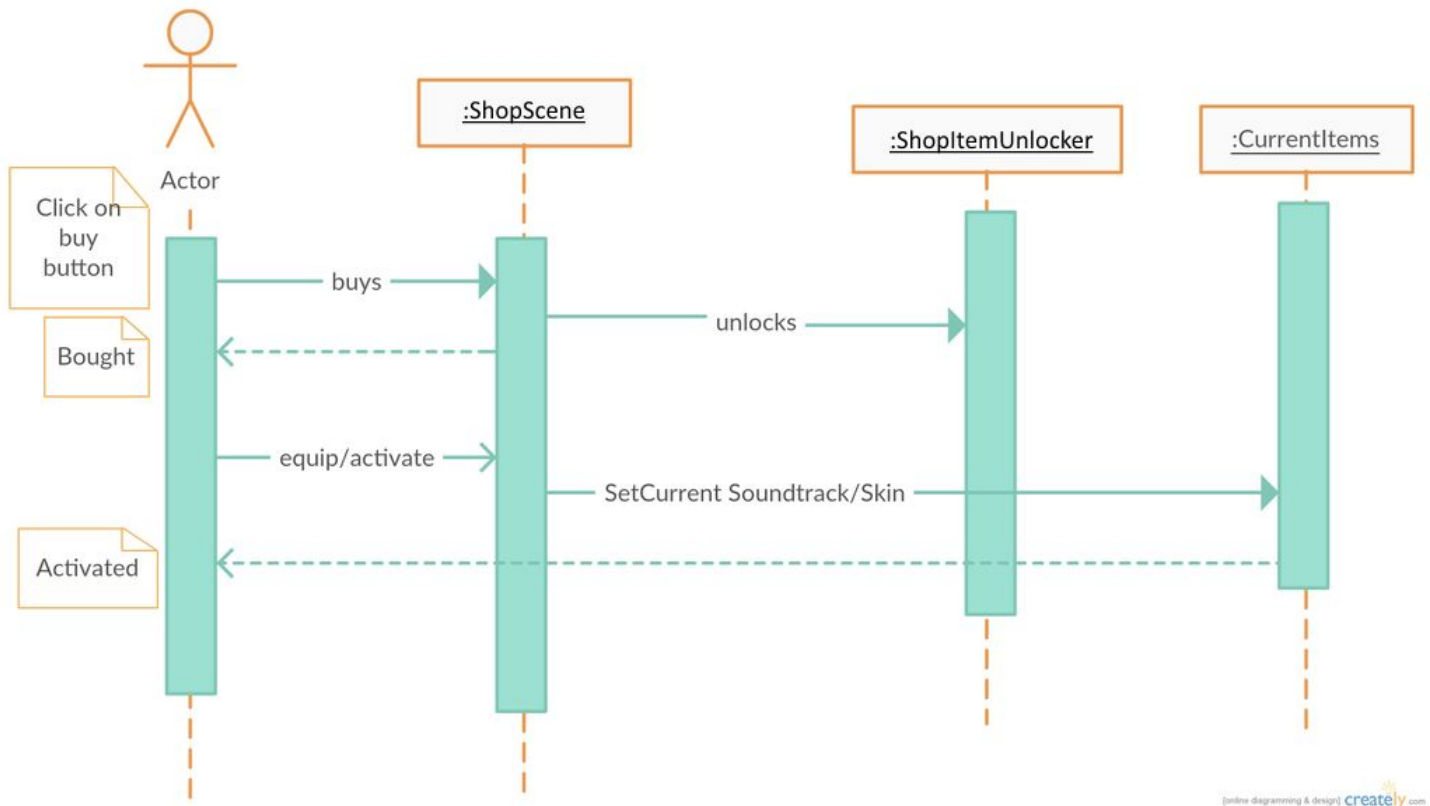 :ShopScene
:ShopItemUnlocker
:CurrentItems
Actor
Click on
buy
button
buys
unlocks
Bought
equip/activate
SetCurrent Soundtrack/Skin
Activated
[online diagramming & design] creately.com